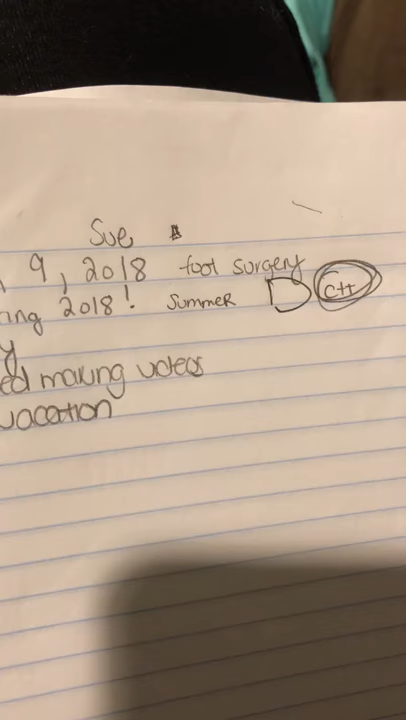 Sue
9, 2018 foot surgery
ing 2018! summer D C++
y
ed making videos
vacation